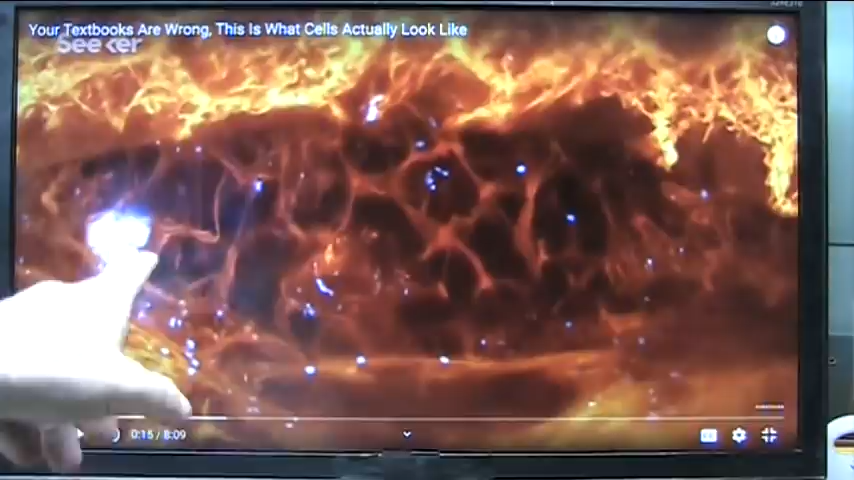 Your Textbooks Are Wrong, This Is What Cells Actually Look Like
Seeker
0:15 / 8:09